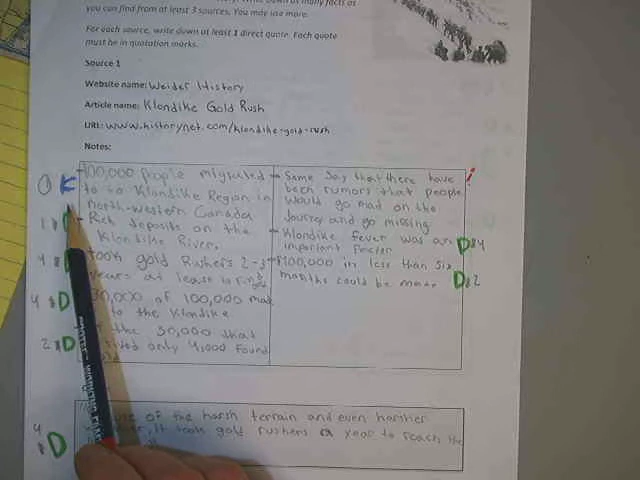 you can find from at least 3 sources. You may use more.
For each source, write down at least 1 direct quote. Each quote
must be in quotation marks.
Source 1
Website name: Weider History
Article name: Klondike Gold Rush
URL: www.historynet.com/klondike-gold-rush
Notes:
100,000 people migrated
to to Klondike Region in
north-western Canada
- Rich deposits on the
Klondike River.
took gold Rushers 2-3
years at least to find
30,000 of 100,000 made
to the Klondike
the 30,000 that
only 4,000 found
- Some say that there have
been rumors that people
would go mad on the
Journey and go missing
- Klondike fever was an
important factor
- $100,000 in less than six
months could be made
K
D
D
D
D
D
D
of the harsh terrain and even harsher
it took gold rushers a year to reach the